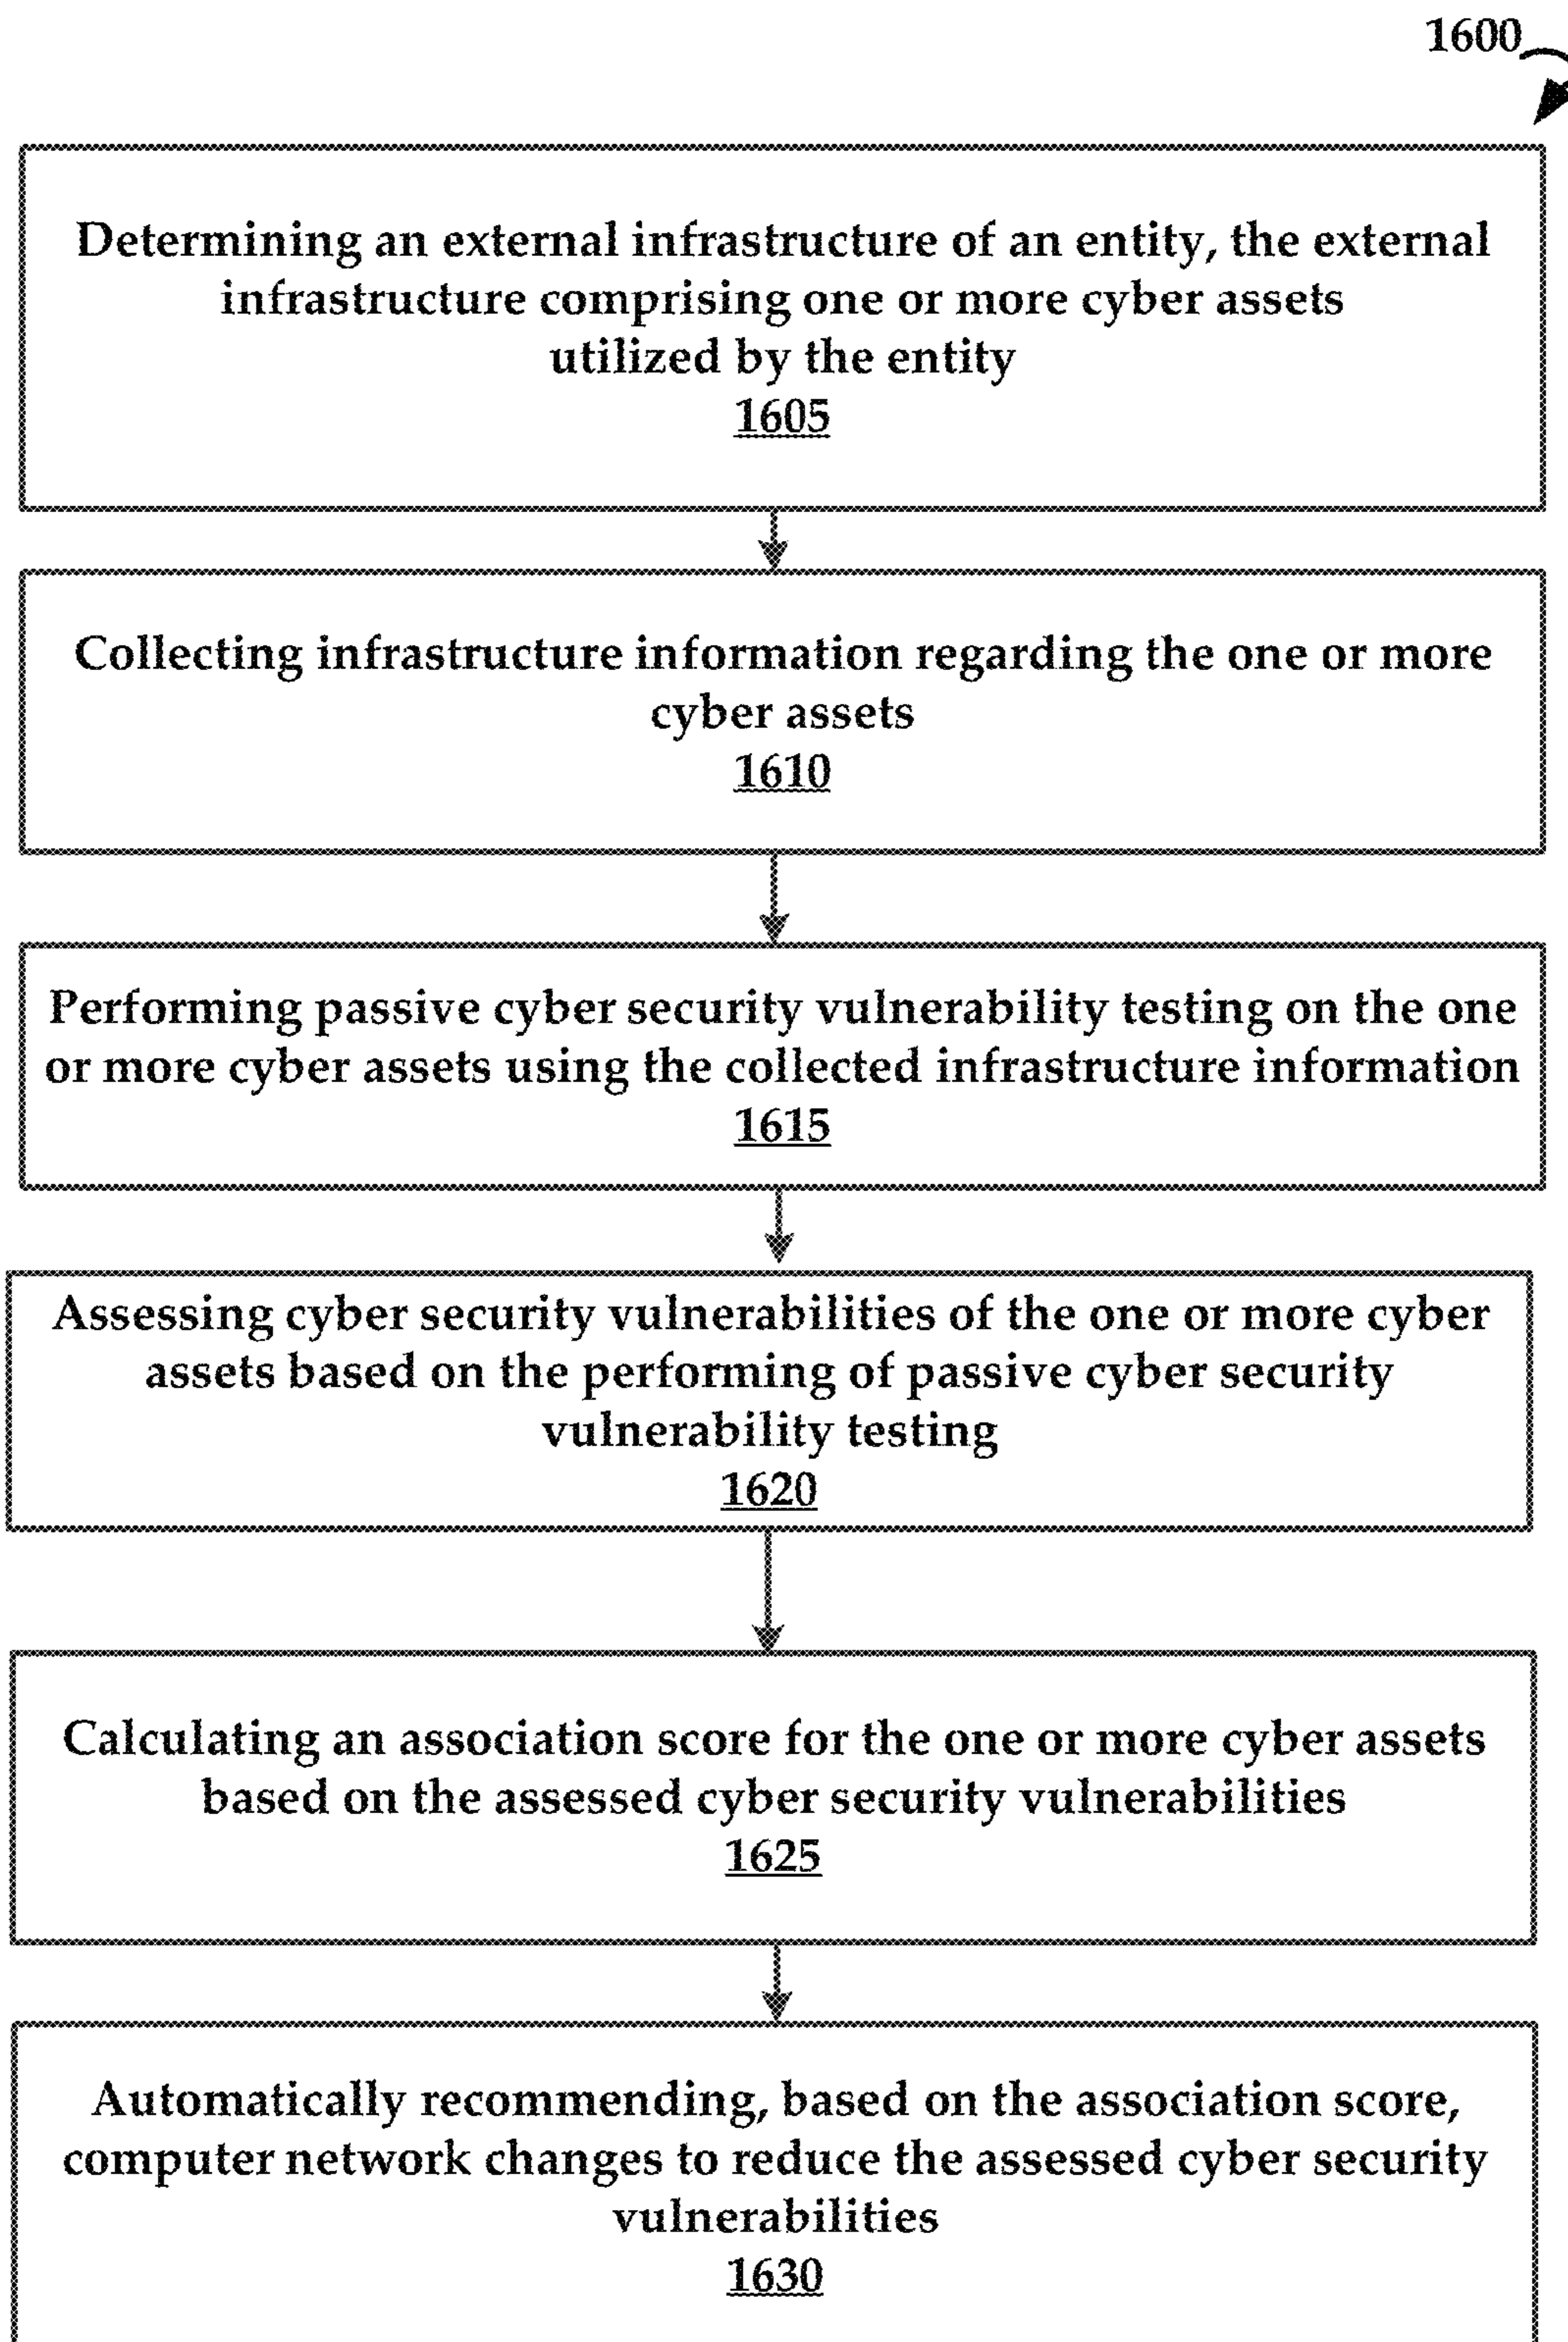 1600
Determining an external infrastructure of an entity, the external
infrastructure comprising one or more cyber assets
utilized by the entity
1605
Collecting infrastructure information regarding the one or more
cyber assets
1610
Performing passive cyber security vulnerability testing on the one
or more cyber assets using the collected infrastructure information
1615
Assessing cyber security vulnerabilities of the one or more cyber
assets based on the performing of passive cyber security
vulnerability testing
1620
Calculating an association score for the one or more cyber assets
based on the assessed cyber security vulnerabilities
1625
Automatically recommending, based on the association score,
computer network changes to reduce the assessed cyber security
vulnerabilities
1630